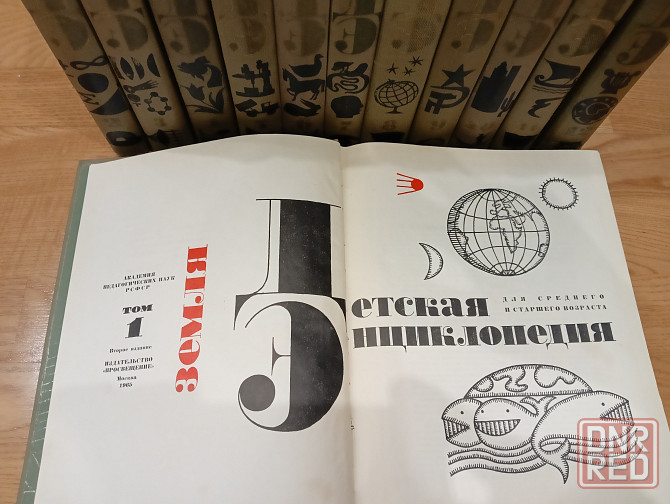 АКАДЕМИЯ
ПЕДАГОГИЧЕСКИХ НАУК
РСФСР
ТОМ
1
Второе издание
ИЗДАТЕЛЬСТВО
«ПРОСВЕЩЕНИЕ»
Москва
1965
ЗЕМЛЯ
Детская
Энциклопедия
ДЛЯ СРЕДНЕГО
И СТАРШЕГО ВОЗРАСТА
DNR
RED